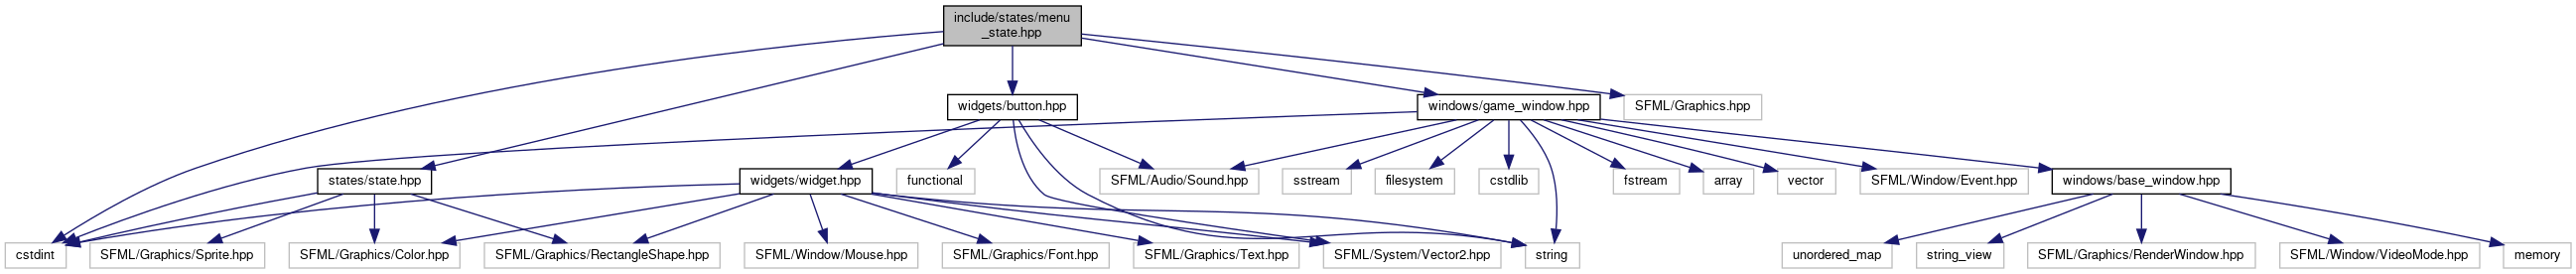 include/states/menu
_state.hpp
widgets/button.hpp
windows/game_window.hpp
SFML/Graphics.hpp
states/state.hpp
widgets/widget.hpp
functional
SFML/Audio/Sound.hpp
sstream
filesystem
cstdlib
fstream
array
vector
SFML/Window/Event.hpp
windows/base_window.hpp
cstdint
SFML/Graphics/Sprite.hpp
SFML/Graphics/Color.hpp
SFML/Graphics/RectangleShape.hpp
SFML/Window/Mouse.hpp
SFML/Graphics/Font.hpp
SFML/Graphics/Text.hpp
SFML/System/Vector2.hpp
string
unordered_map
string_view
SFML/Graphics/RenderWindow.hpp
SFML/Window/VideoMode.hpp
memory